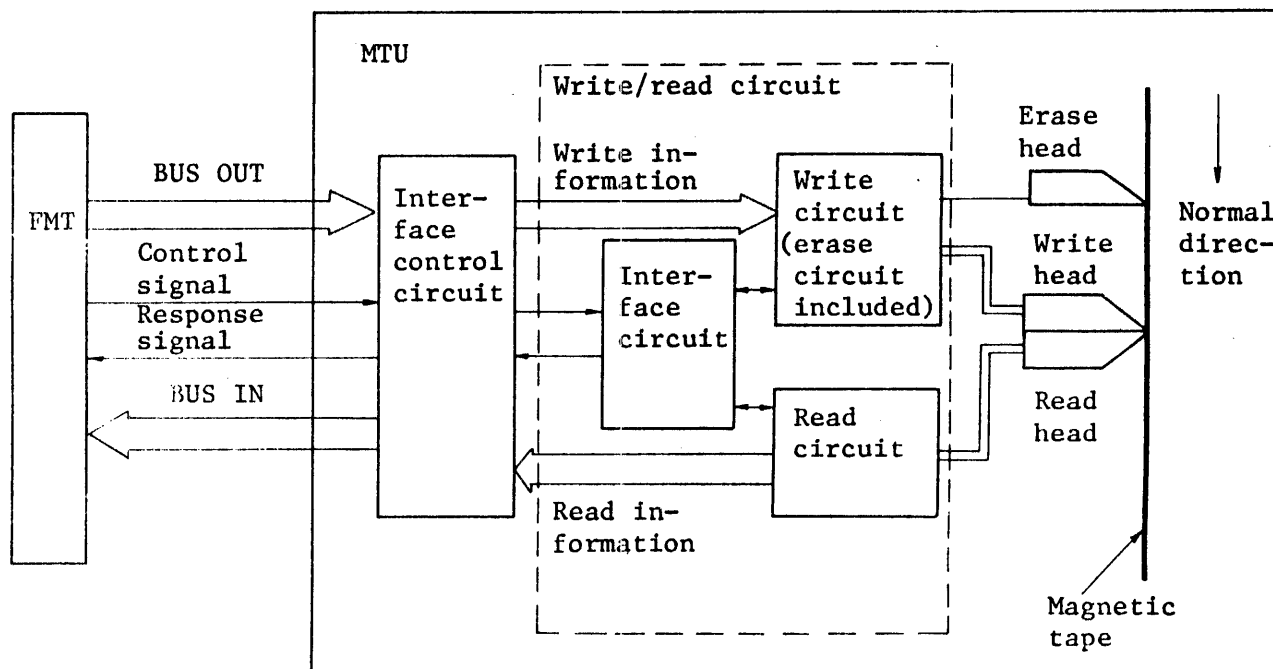 MTU
Write/read circuit
FMT
BUS OUT
Control
signal
Response
signal
BUS IN
Inter-
face
control
circuit
Write in-
formation
Inter-
face
circuit
Write
circuit
(erase
circuit
included)
Read
circuit
Read in-
formation
Erase
head
Write
head
Read
head
Normal
direc-
tion
Magnetic
tape